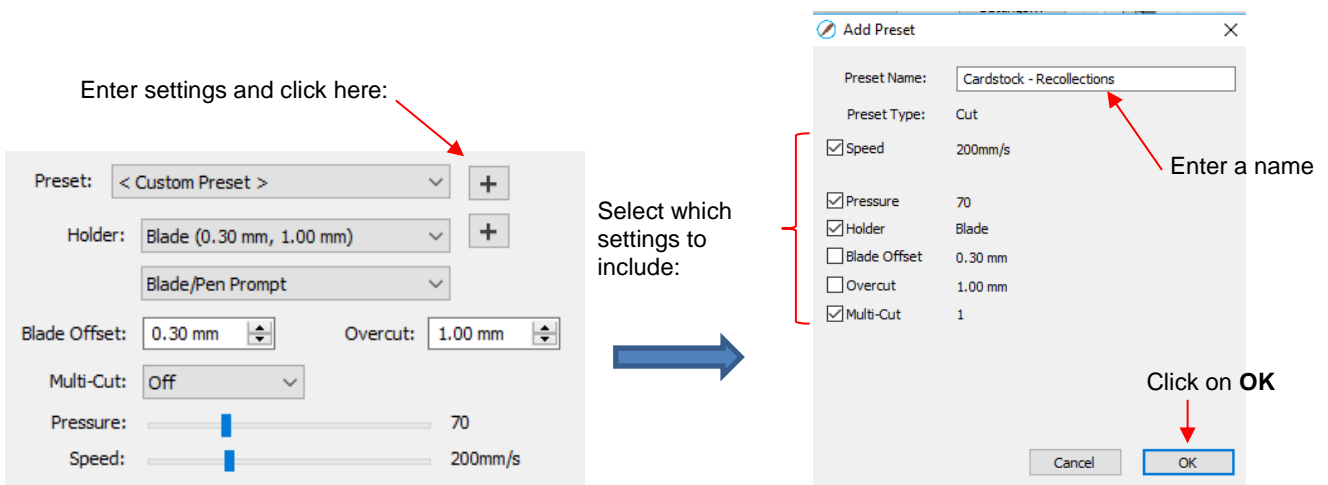 Enter settings and click here:
Preset: < Custom Preset > +
Holder: Blade (0.30 mm, 1.00 mm) +
Blade/Pen Prompt
Blade Offset: 0.30 mm Overcut: 1.00 mm
Multi-Cut: Off
Pressure: 70
Speed: 200mm/s
Select which
settings to
include:
Add Preset
Preset Name: Cardstock - Recollections
Preset Type: Cut
Speed 200mm/s
Enter a name
Pressure 70
Holder Blade
Blade Offset 0.30 mm
Overcut 1.00 mm
Multi-Cut 1
Click on OK
Cancel OK